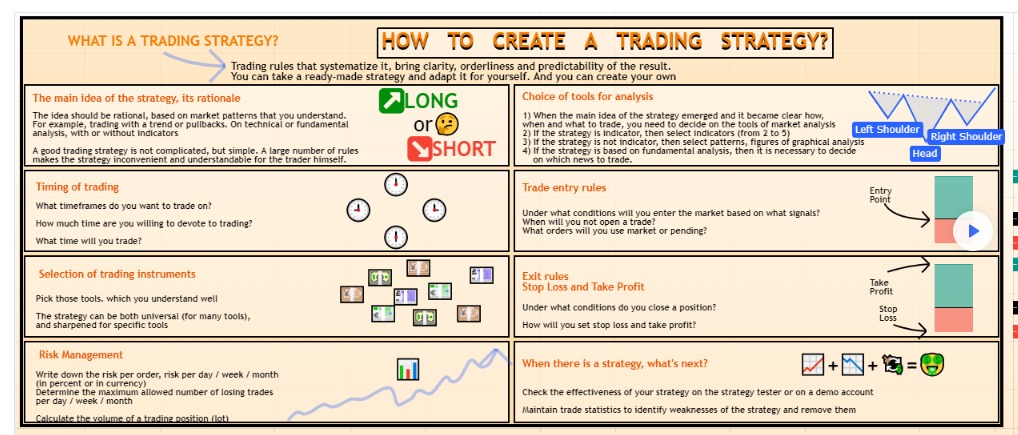 WHAT IS A TRADING STRATEGY?
HOW TO CREATE A TRADING STRATEGY?
Trading rules that systematize it, bring clarity, orderliness and predictability of the result.
You can take a ready-made strategy and adapt it for yourself. And you can create your own
The main idea of the strategy, its rationale
The idea should be rational, based on market patterns that you understand.
For example, trading with a trend or pullbacks. On technical or fundamental
analysis, with or without indicators
A good trading strategy is not complicated, but simple. A large number of rules
makes the strategy inconvenient and understandable for the trader himself.
LONG
or
SHORT
Choice of tools for analysis
1) When the main idea of the strategy emerged and it became clear how,
when and what to trade, you need to decide on the tools of market analysis
2) If the strategy is indicator, then select indicators (from 2 to 5)
3) If the strategy is not indicator, then select patterns, figures of graphical analysis
4) If the strategy is based on fundamental analysis, then it is necessary to decide
on which news to trade.
Left Shoulder
Right Shoulder
Head
Timing of trading
What timeframes do you want to trade on?
How much time are you willing to devote to trading?
What time will you trade?
Trade entry rules
Under what conditions will you enter the market based on what signals?
When will you not open a trade?
What orders will you use market or pending?
Entry
Point
Selection of trading instruments
Pick those tools, which you understand well
The strategy can be both universal (for many tools),
and sharpened for specific tools
Exit rules
Stop Loss and Take Profit
Under what conditions do you close a position?
How will you set stop loss and take profit?
Take
Profit
Stop
Loss
Risk Management
Write down the risk per order, risk per day / week / month
(in percent or in currency)
Determine the maximum allowed number of losing trades
per day / week / month
Calculate the volume of a trading position (lot)
When there is a strategy, what's next?
+ + =
Check the effectiveness of your strategy on the strategy tester or on a demo account
Maintain trade statistics to identify weaknesses of the strategy and remove them